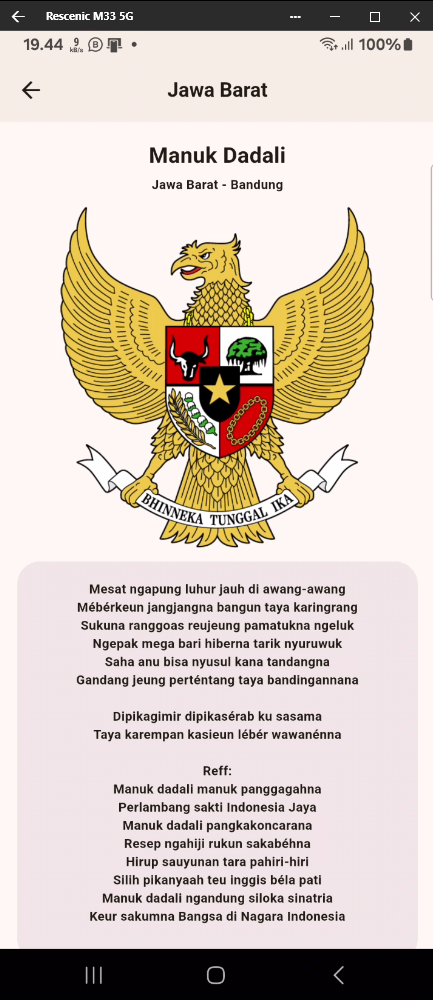 Rescenic M33 5G
19.44 9 kB/s B 100%
Jawa Barat
Manuk Dadali
Jawa Barat - Bandung
BHINNEKA TUNGGAL IKA
Mesat ngapung luhur jauh di awang-awang
Mébérkeun jangjangna bangun taya karingrang
Sukuna ranggoas reujeung pamatukna ngeluk
Ngepak mega bari hiberna tarik nyuruwuk
Saha anu bisa nyusul kana tandangna
Gandang jeung perténtang taya bandingannana
Dipikagimir dipikasérab ku sasama
Taya karempan kasieun lébér wawanénna
Reff:
Manuk dadali manuk panggagahna
Perlambang sakti Indonesia Jaya
Manuk dadali pangkakoncarana
Resep ngahiji rukun sakabéhna
Hirup sauyunan tara pahiri-hiri
Silih pikanyaah teu inggis béla pati
Manuk dadali ngandung siloka sinatria
Keur sakumna Bangsa di Nagara Indonesia